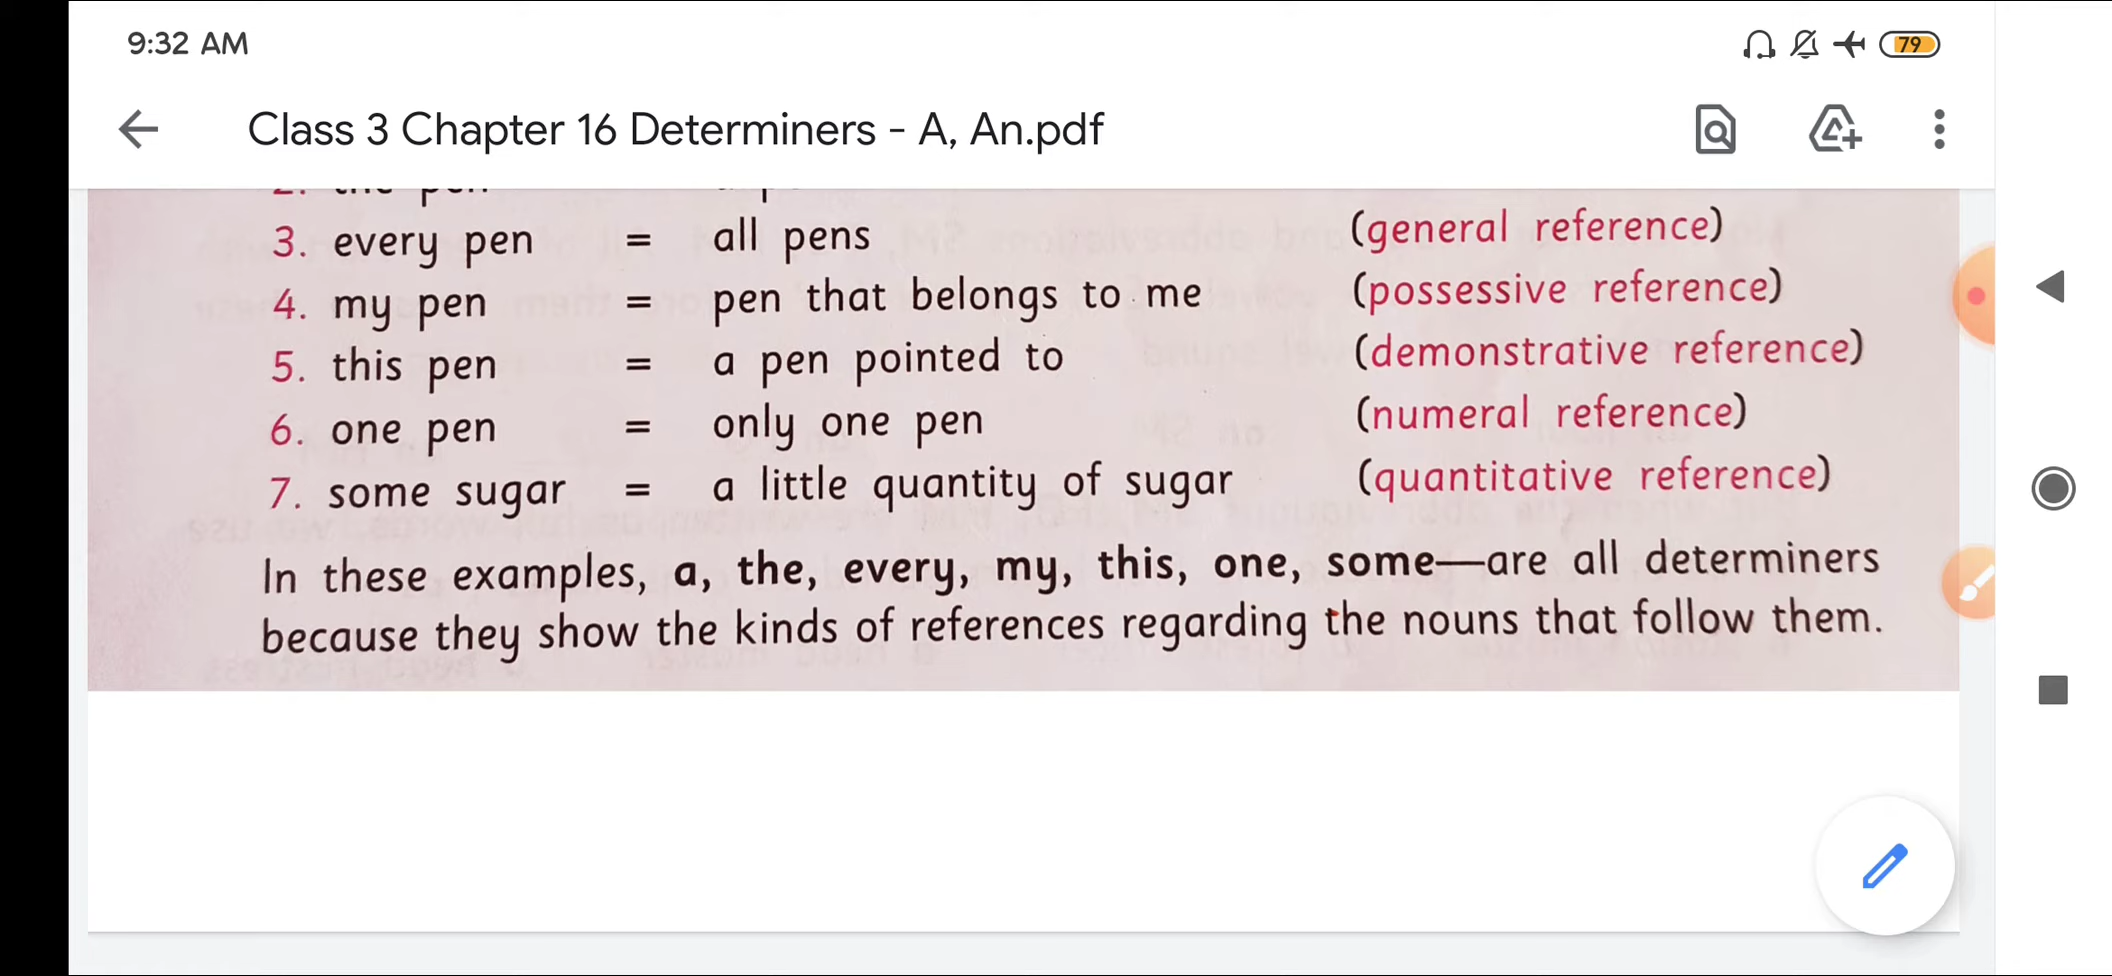 9:32 AM
79
Class 3 Chapter 16 Determiners - A, An.pdf
3. every pen = all pens (general reference)
4. my pen = pen that belongs to me (possessive reference)
5. this pen = a pen pointed to (demonstrative reference)
6. one pen = only one pen (numeral reference)
7. some sugar = a little quantity of sugar (quantitative reference)
In these examples, a, the, every, my, this, one, some—are all determiners
because they show the kinds of references regarding the nouns that follow them.